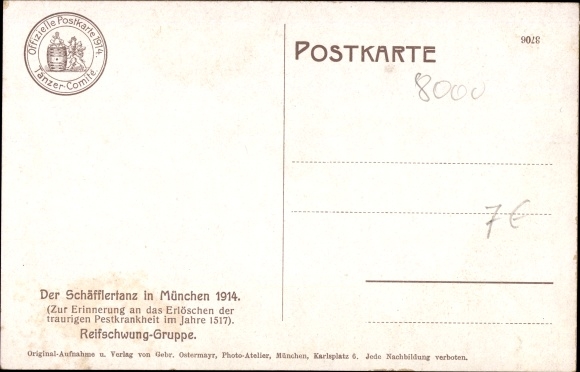 Offizielle Postkarte 1914.
Tänzer-Comité
POSTKARTE
3706
8000
7 €
Der Schäfflertanz in München 1914.
(Zur Erinnerung an das Erlöschen der
traurigen Pestkrankheit im Jahre 1517).
Reifschwung-Gruppe.
Original-Aufnahme u. Verlag von Gebr. Ostermayr, Photo-Atelier, München, Karlsplatz 6. Jede Nachbildung verboten.